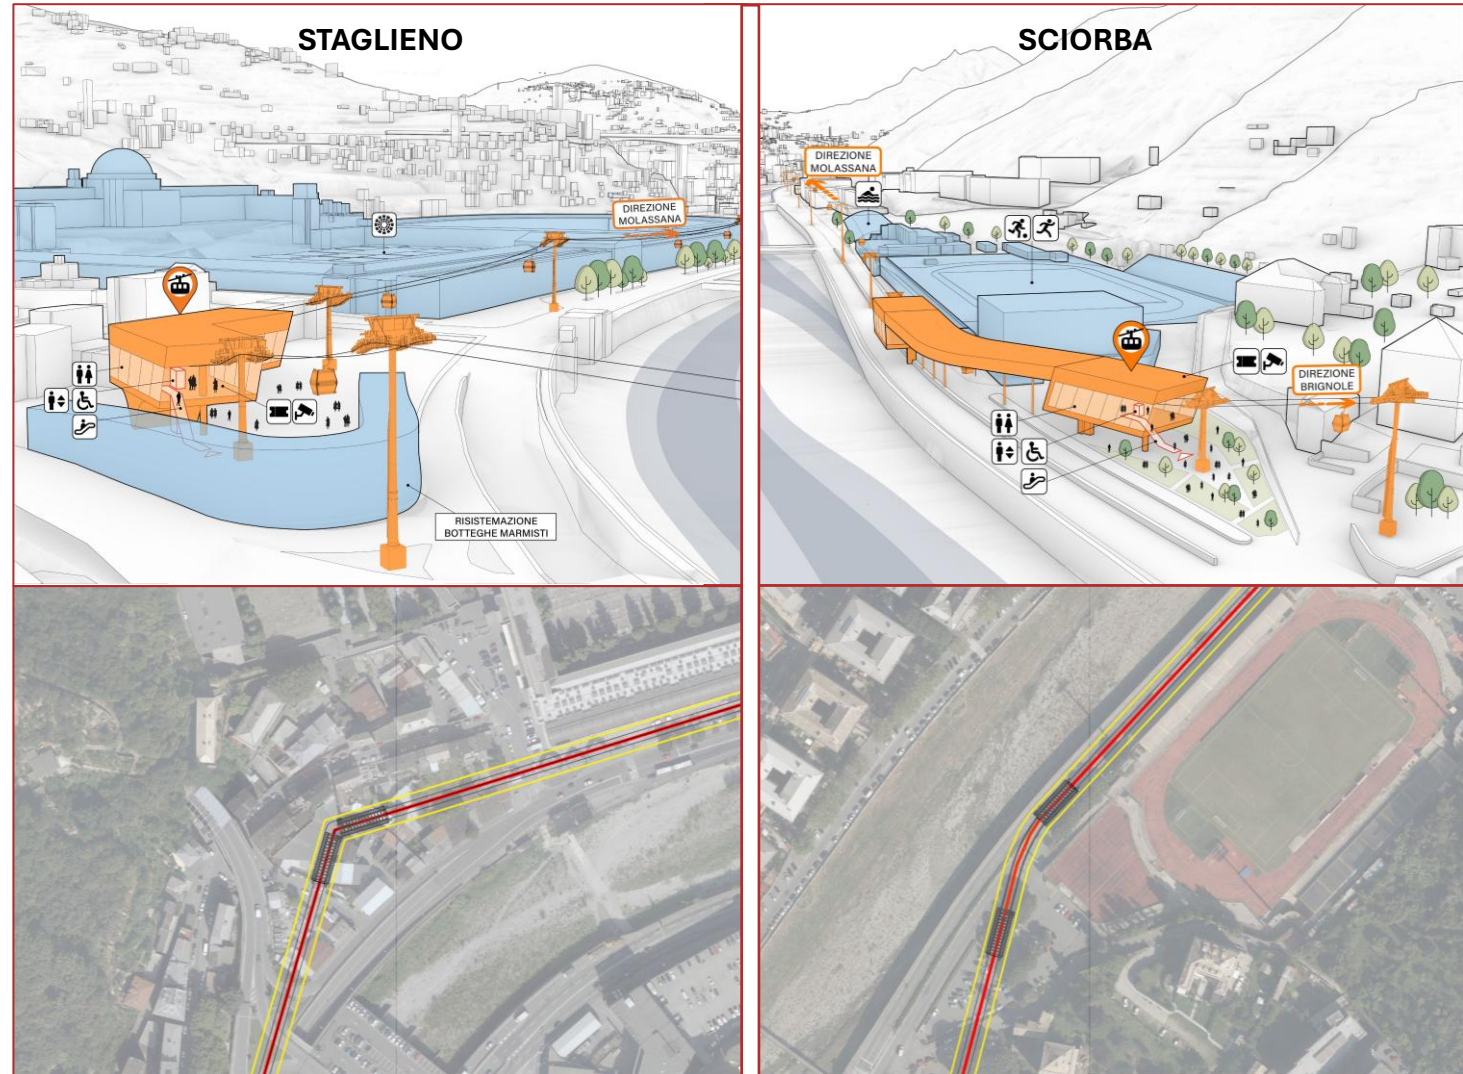 STAGLIENO
DIREZIONE
MOLASSANA
RISISTEMAZIONE
BOTTEGHE MARMISTI
SCIORBA
DIREZIONE
MOLASSANA
DIREZIONE
BRIGNOLE